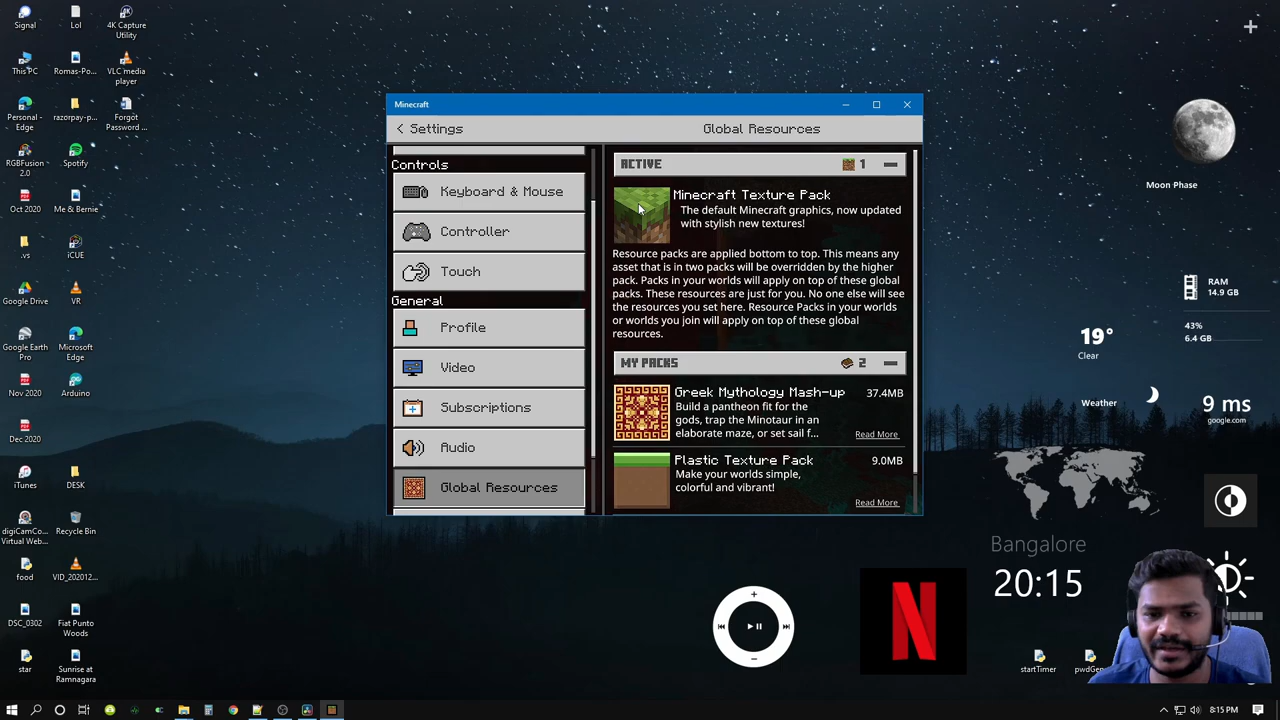 Signal
Lol
4K Capture
Utility
This PC
Romas-Po...
VLC media
player
Personal -
Edge
razorpay-p...
Forgot
Password ...
RGBFusion
2.0
Spotify
Oct 2020
Me & Bernie
.vs
iCUE
Google Drive
VR
Google Earth
Pro
Microsoft
Edge
Nov 2020
Arduino
Dec 2020
iTunes
DESK
digiCamCo...
Virtual Web...
Recycle Bin
food
VID_202012...
DSC_0302
Fiat Punto
Woods
star
Sunrise at
Ramnagara
Minecraft
< Settings
Global Resources
Controls
Keyboard & Mouse
Controller
Touch
General
Profile
Video
Subscriptions
Audio
Global Resources
ACTIVE
1
Minecraft Texture Pack
The default Minecraft graphics, now updated
with stylish new textures!
Resource packs are applied bottom to top. This means any
asset that is in two packs will be overridden by the higher
pack. Packs in your worlds will apply on top of these global
packs. These resources are just for you. No one else will see
the resources you set here. Resource Packs in your worlds
or worlds you join will apply on top of these global
resources.
MY PACKS
2
Greek Mythology Mash-up
37.4MB
Build a pantheon fit for the
gods, trap the Minotaur in an
elaborate maze, or set sail f...
Read More
Plastic Texture Pack
9.0MB
Make your worlds simple,
colorful and vibrant!
Read More
Moon Phase
RAM
14.9 GB
43%
6.4 GB
19°
Clear
Weather
9 ms
google.com
Bangalore
20:15
N
startTimer
pwdGen
8:15 PM